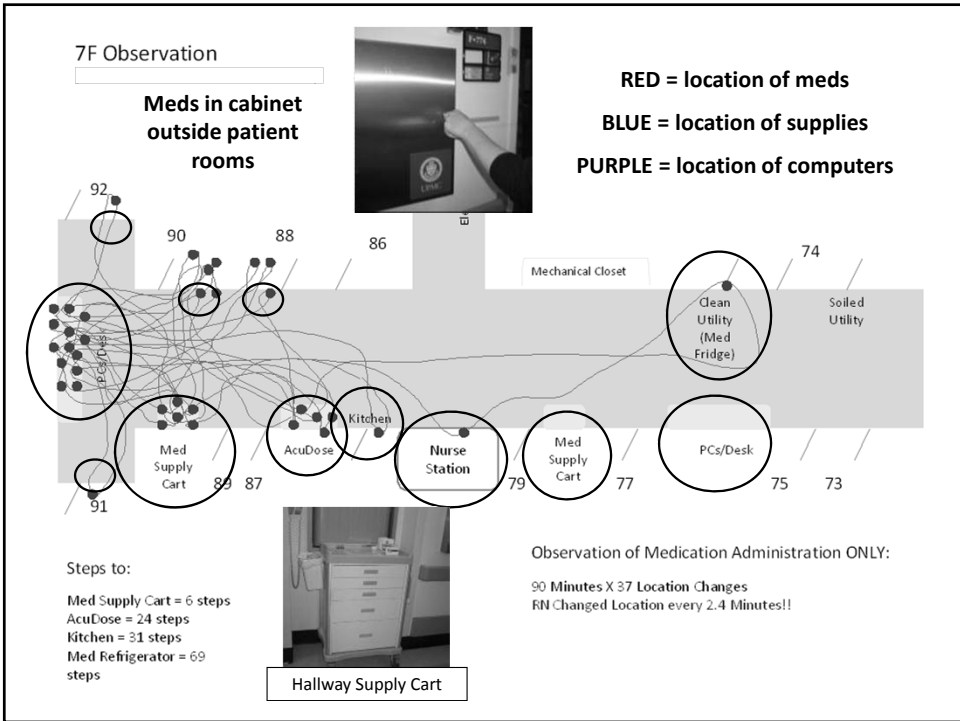 7F Observation
Meds in cabinet
outside patient
rooms
F-774
UPMC
RED = location of meds
BLUE = location of supplies
PURPLE = location of computers
92
90
88
86
Ele
Mechanical Closet
74
Clean
Utility
(Med
Fridge)
Soiled
Utility
PCs/Des
Med
Supply
Cart
89
87
AcuDose
Kitchen
Nurse
Station
79
Med
Supply
Cart
77
PCs/Desk
75
73
91
Steps to:
Med Supply Cart = 6 steps
AcuDose = 24 steps
Kitchen = 31 steps
Med Refrigerator = 69
steps
Hallway Supply Cart
Observation of Medication Administration ONLY:
90 Minutes X 37 Location Changes
RN Changed Location every 2.4 Minutes!!